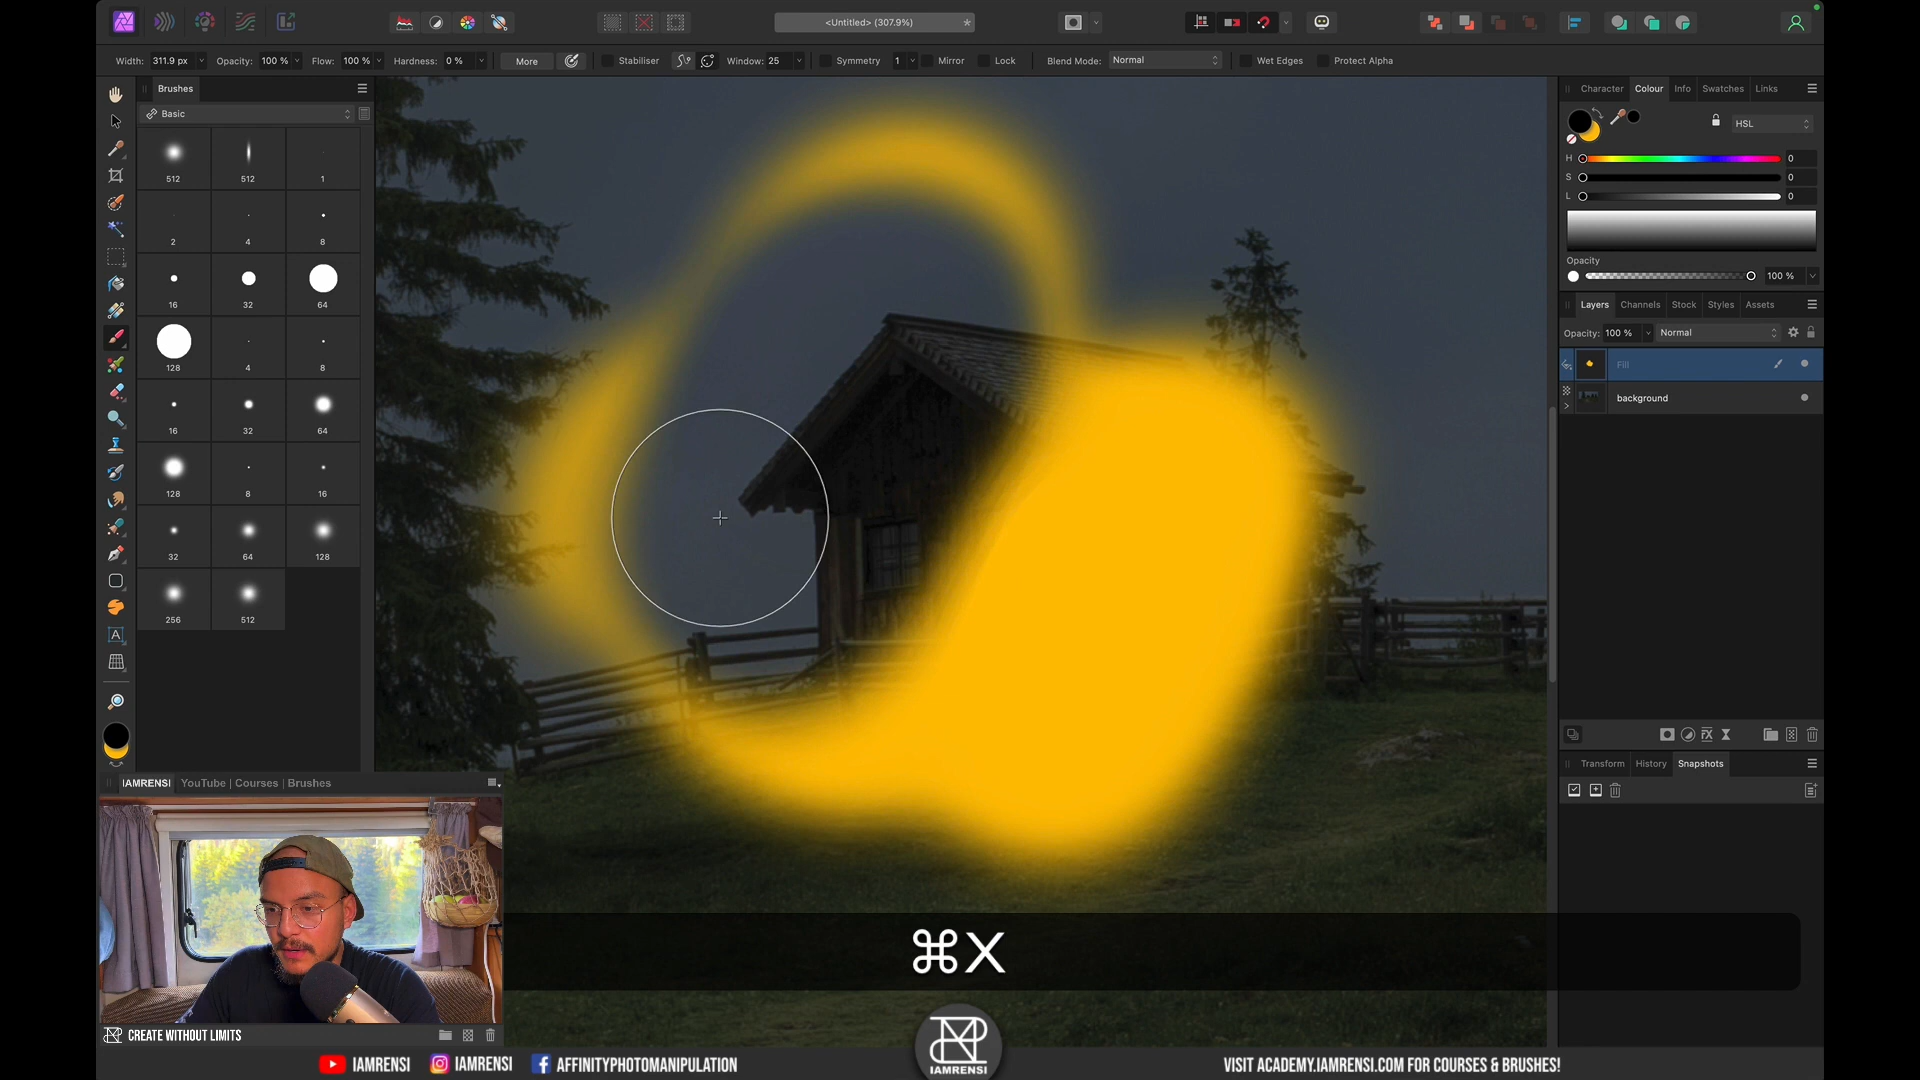 <Untitled> (307.9%)
Width: 311.9 px Opacity: 100 % Flow: 100 % Hardness: 0 % More Stabiliser Window: 25 Symmetry 1 Mirror Lock Blend Mode: Normal Wet Edges Protect Alpha
Brushes
Basic
512 512 1
2 4 8
16 32 64
128 4 8
16 32 64
128 8 16
32 64 128
256 512
Character Colour Info Swatches Links
HSL
H 0
S 0
L 0
Opacity
100 %
Layers Channels Stock Styles Assets
Opacity: 100 % Normal
Fill
background
Transform History Snapshots
IAMRENSI YouTube | Courses | Brushes
⌘X
CREATE WITHOUT LIMITS
IAMRENSI IAMRENSI AFFINITYPHOTOMANIPULATION
IAMRENSI
VISIT ACADEMY.IAMRENSI.COM FOR COURSES & BRUSHES!